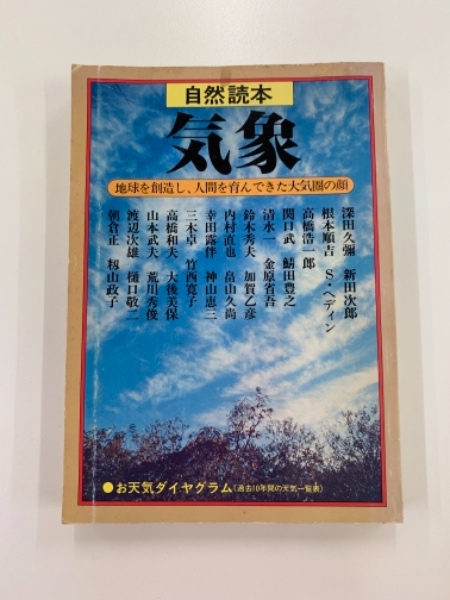 自然読本
気象
地球を創造し、人間を育んできた大気圏の顔
深田久彌 新田次郎
根本順吉 S・ヘディン
高橋浩一郎
関口武 鯖田豊之
清水一 金原省吾
鈴木秀夫 加賀乙彦
内村直也 畠山久尚
幸田露伴 神山恵三
三木卓 竹西寛子
高橋和夫 大後美保
山本武夫 荒川秀俊
渡辺次雄 樋口敬二
朝倉正 籾山政子
●お天気ダイヤグラム(過去10年間の天気一覧表)